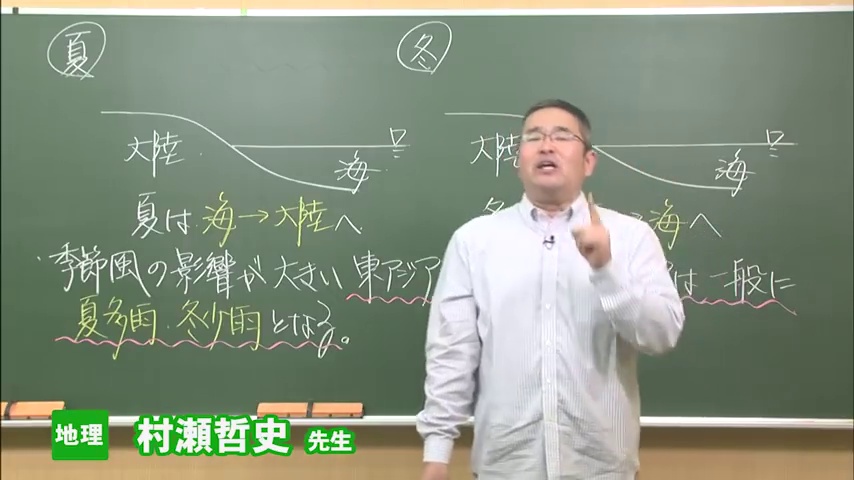 夏
冬
大陸
海
大陸
海
夏は海→大陸へ
海へ
季節風の影響が大きい東アジア
は一般に
夏多雨、冬少雨となる。
地理 村瀬哲史 先生